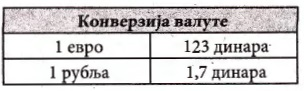 Конверзија валуте
1 евро 123 динара
1 рубља 1,7 динара